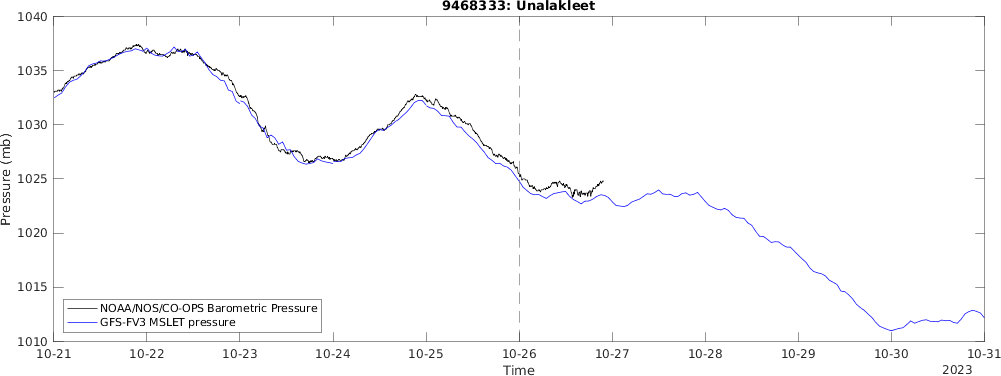 9468333: Unalakleet
Pressure (mb)
1040
1035
1030
1025
1020
1015
1010
NOAA/NOS/CO-OPS Barometric Pressure
GFS-FV3 MSLET pressure
10-21 10-22 10-23 10-24 10-25 10-26 10-27 10-28 10-29 10-30 10-31
Time
2023